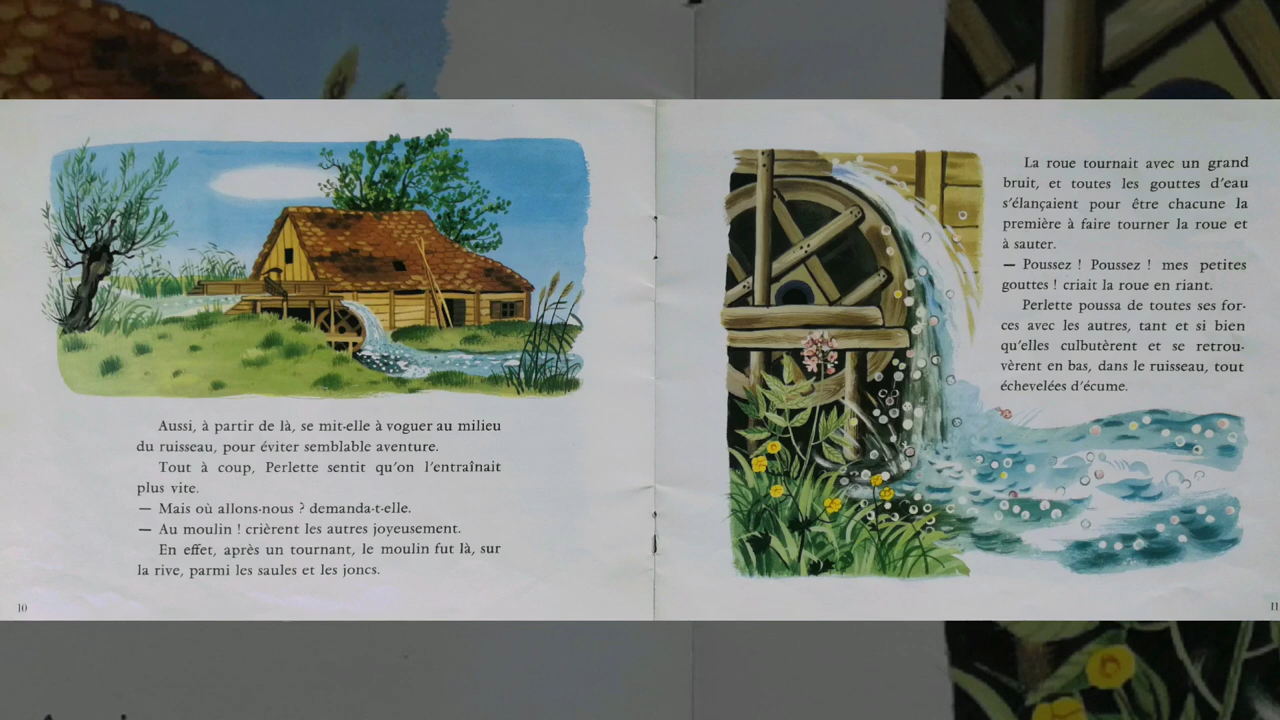 Aussi, à partir de là, se mit-elle à voguer au milieu
du ruisseau, pour éviter semblable aventure.
Tout à coup, Perlette sentit qu'on l'entraînait
plus vite.
— Mais où allons-nous ? demanda-t-elle.
— Au moulin ! crièrent les autres joyeusement.
En effet, après un tournant, le moulin fut là, sur
la rive, parmi les saules et les joncs.
10
La roue tournait avec un grand
bruit, et toutes les gouttes d'eau
s'élançaient pour être chacune la
première à faire tourner la roue et
à sauter.
— Poussez ! Poussez ! mes petites
gouttes ! criait la roue en riant.
Perlette poussa de toutes ses for-
ces avec les autres, tant et si bien
qu'elles culbutèrent et se retrou-
vèrent en bas, dans le ruisseau, tout
échevelées d'écume.
11